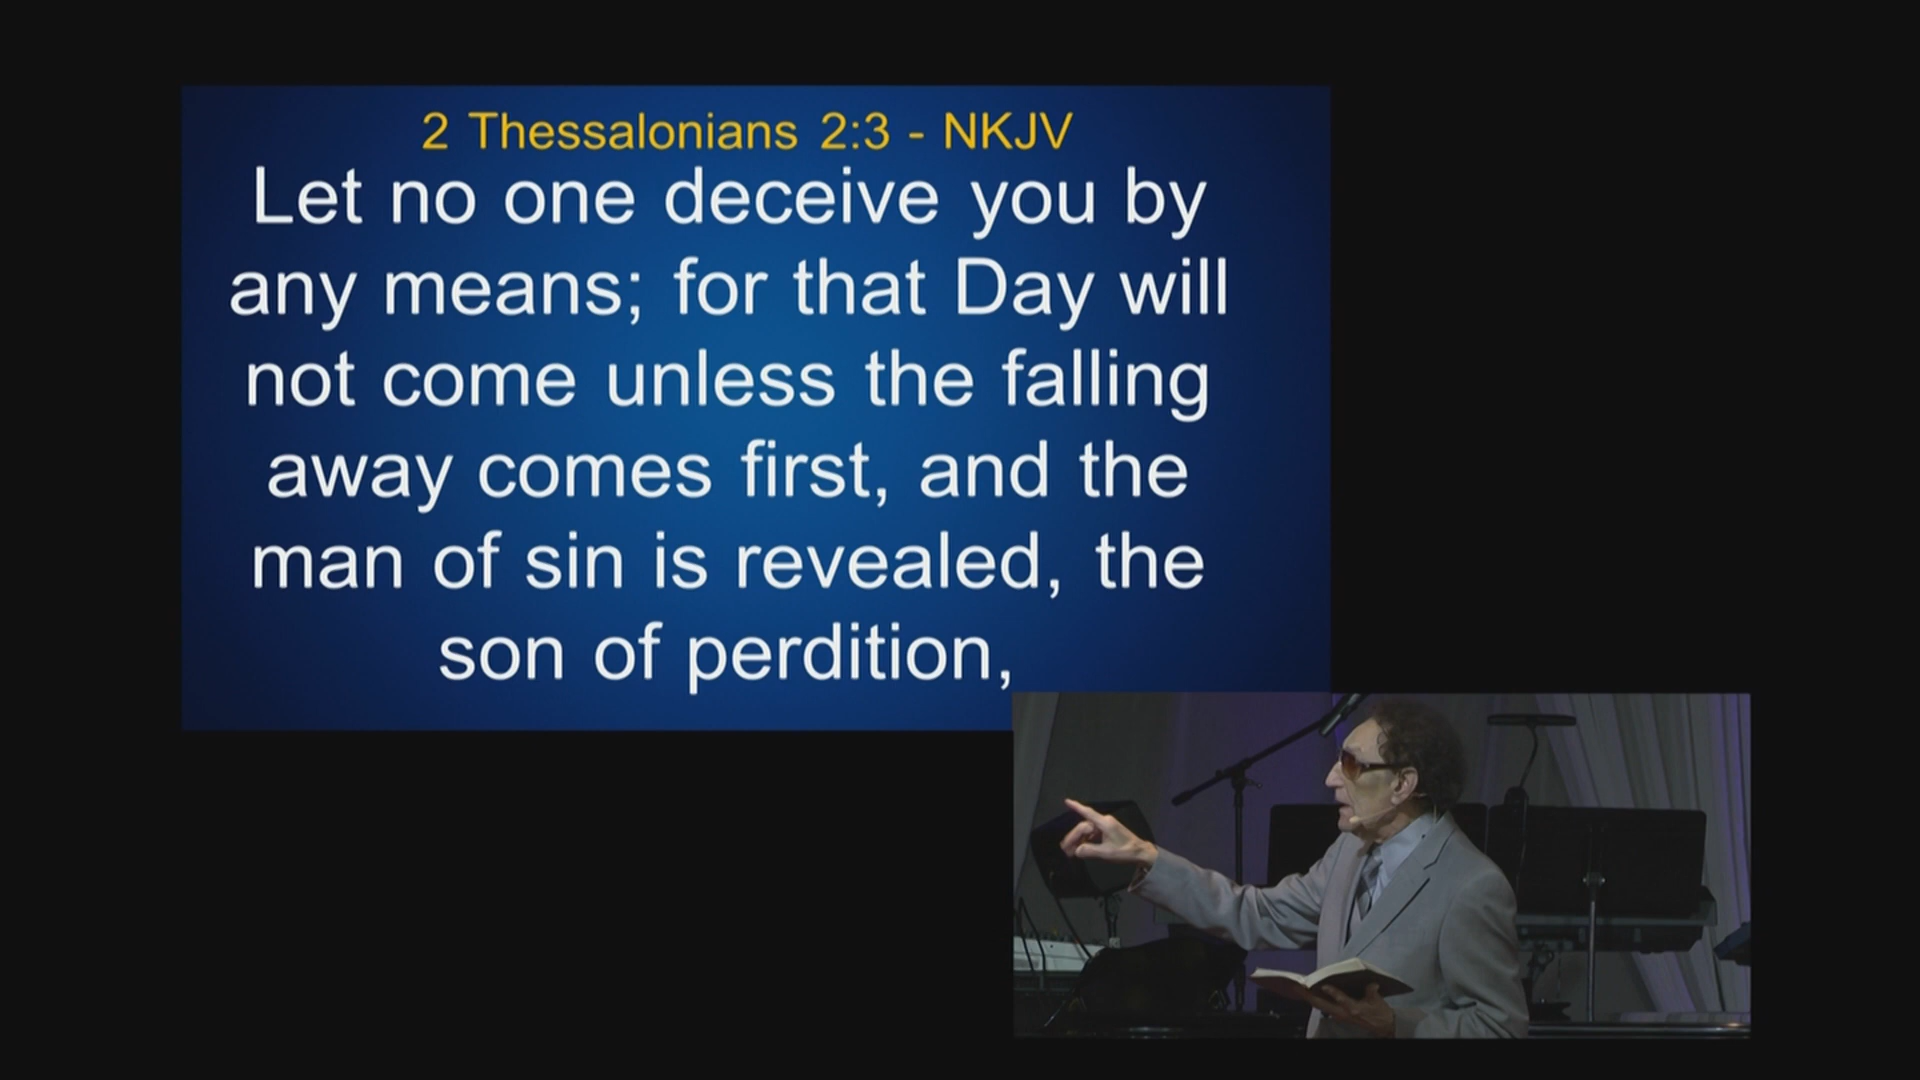 2 Thessalonians 2:3 - NKJV
Let no one deceive you by
any means; for that Day will
not come unless the falling
away comes first, and the
man of sin is revealed, the
son of perdition,